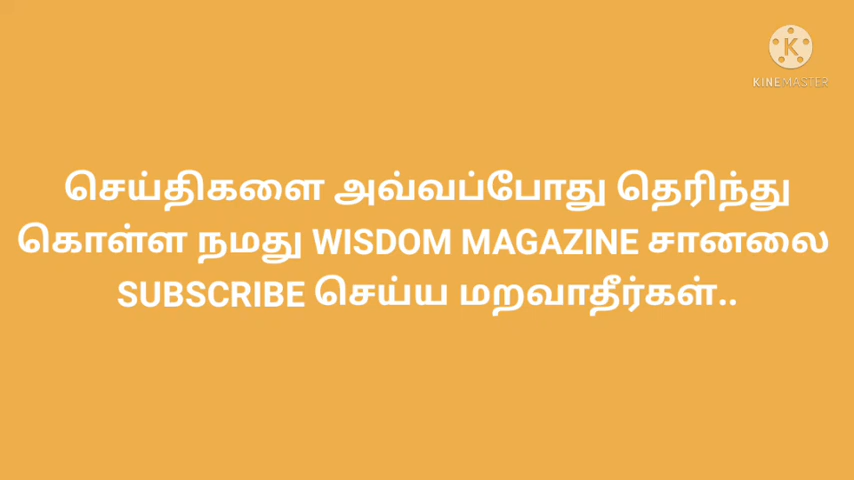 K
KINEMASTER
செய்திகளை அவ்வப்போது தெரிந்து
கொள்ள நமது WISDOM MAGAZINE சானலை
SUBSCRIBE செய்ய மறவாதீர்கள்..